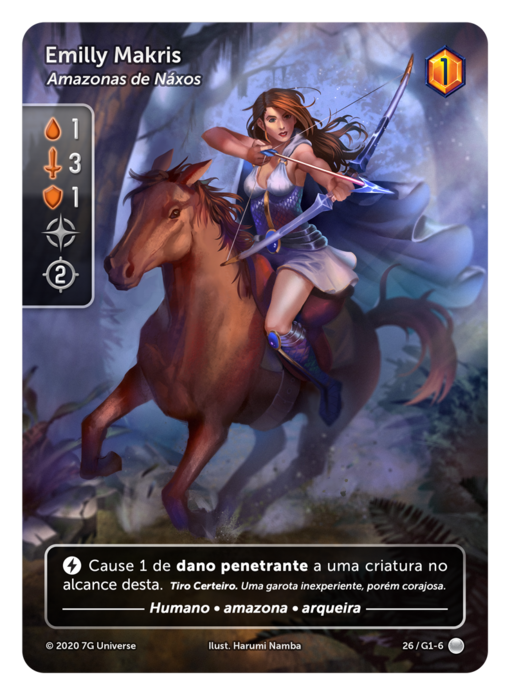 Emilly Makris
Amazonas de Náxos
1
1
3
1
2
Cause 1 de dano penetrante a uma criatura no
alcance desta. Tiro Certeiro. Uma garota inexperiente, porém corajosa.
Humano • amazona • arqueira
© 2020 7G Universe
Ilust. Harumi Namba
26 / G1-6